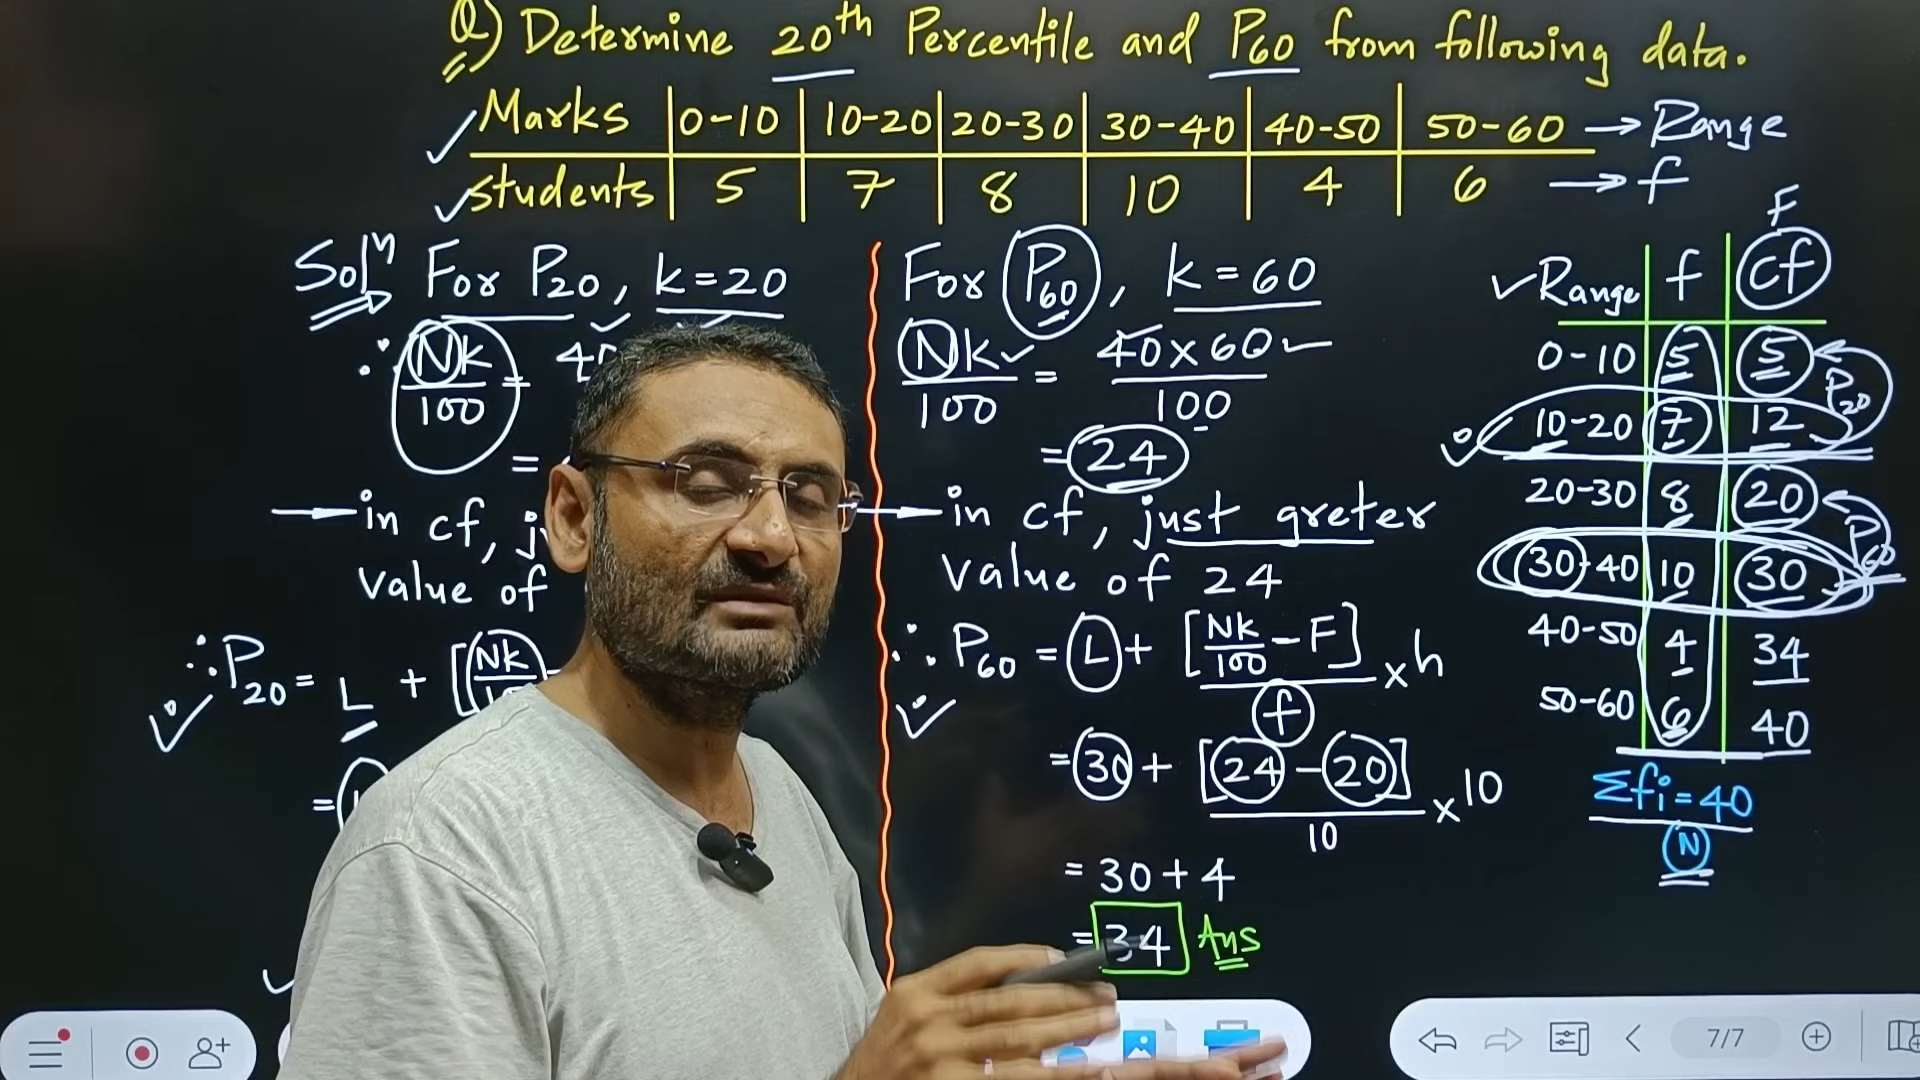 Q) Determine 20th Percentile and P60 from following data.
Marks | 0-10 | 10-20 | 20-30 | 30-40 | 40-50 | 50-60 → Range
students | 5 | 7 | 8 | 10 | 4 | 6 → f
Solⁿ For P20, k=20
∴ Nk/100 =
=
→ in cf,
value of
∴ P20 = L + [Nk
=
For P60, k = 60
Nk/100 = 40×60/100
= 24
→ in cf, just greter
value of 24
∴ P60 = L + [Nk/100 - F]/f × h
= 30 + [24 - 20]/10 × 10
= 30 + 4
= 34 Ans
F
Range | f | cf
0-10 | 5 | 5
P20
10-20 | 7 | 12
20-30 | 8 | 20
P60
30-40 | 10 | 30
40-50 | 4 | 34
50-60 | 6 | 40
Σfi = 40
N
7/7